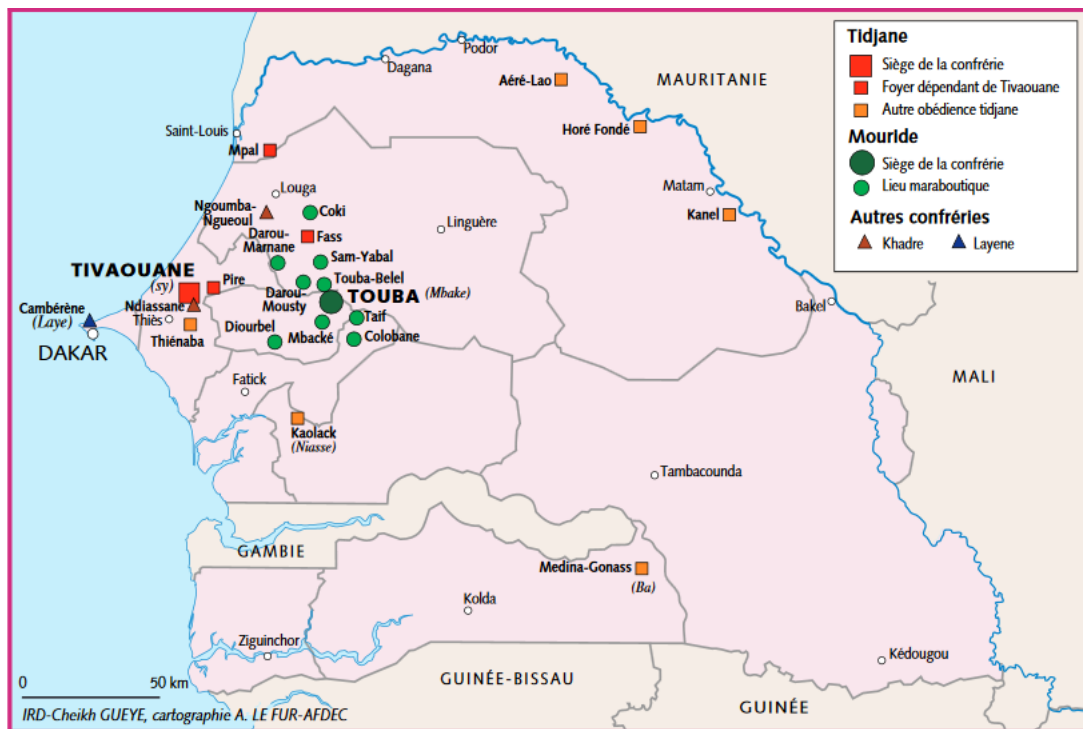 Podor
Dagana
MAURITANIE
Aéré-Lao
Saint-Louis
Horé Fondé
Mpal
Louga
Matam
Ngoumba-
Ngueoul
Coki
Kanel
Linguère
Darou-
Marnane
Fass
Sam-Yabal
TIVAOUANE
(sy)
Pire
Touba-Belel
Darou-
Mousty
TOUBA (Mbake)
Bakel
Cambérène
(Laye)
Ndiassane
Thiès
Taif
DAKAR
Thiénaba
Diourbel
Mbacké
Colobane
MALI
Fatick
Kaolack
(Niasse)
Tambacounda
GAMBIE
Medina-Gonass
(Ba)
Kolda
Ziguinchor
Kédougou
GUINÉE-BISSAU
GUINÉE
0 50 km
IRD-Cheikh GUEYE, cartographie A. LE FUR-AFDEC
Tidjane
Siège de la confrérie
Foyer dépendant de Tivaouane
Autre obédience tidjane
Mouride
Siège de la confrérie
Lieu maraboutique
Autres confréries
Khadre Layene